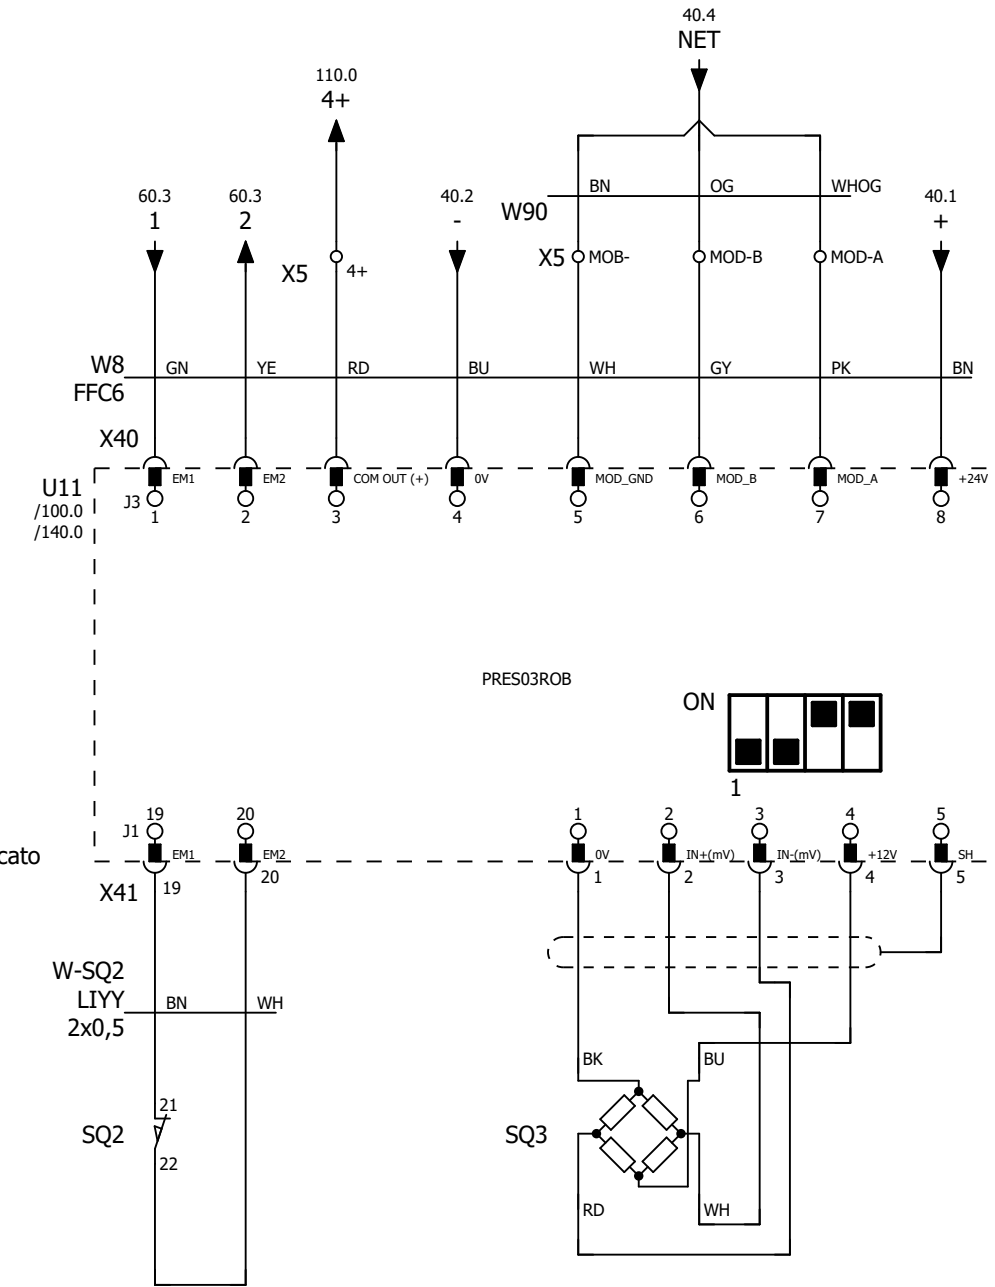 40.4
NET
110.0
4+
60.3
1
60.3
2
40.2
-
40.1
+
BN
OG
WHOG
W90
X5
4+
X5
MOB-
MOD-B
MOD-A
W8
FFC6
GN
YE
RD
BU
WH
GY
PK
BN
X40
U11
/100.0
/140.0
J3
EM1
EM2
COM OUT (+)
0V
MOD_GND
MOD_B
MOD_A
+24V
1
2
3
4
5
6
7
8
PRES03ROB
ON
1
19
20
1
2
3
4
5
J1
cato
EM1
EM2
0V
IN+(mV)
IN-(mV)
+12V
SH
X41
19
20
1
2
3
4
5
W-SQ2
LIYY
2x0,5
BN
WH
BK
BU
21
SQ2
22
SQ3
RD
WH